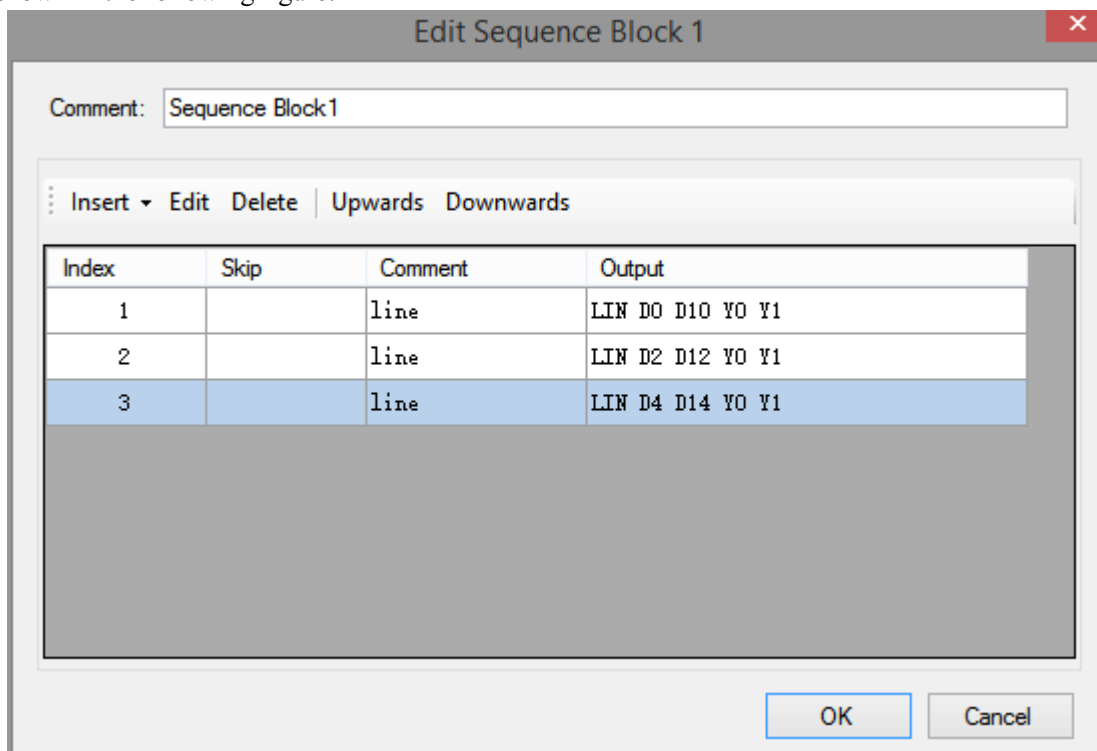 Edit Sequence Block 1
Comment: Sequence Block1
Insert Edit Delete Upwards Downwards
Index Skip Comment Output
1 line LIN D0 D10 Y0 Y1
2 line LIN D2 D12 Y0 Y1
3 line LIN D4 D14 Y0 Y1
OK Cancel